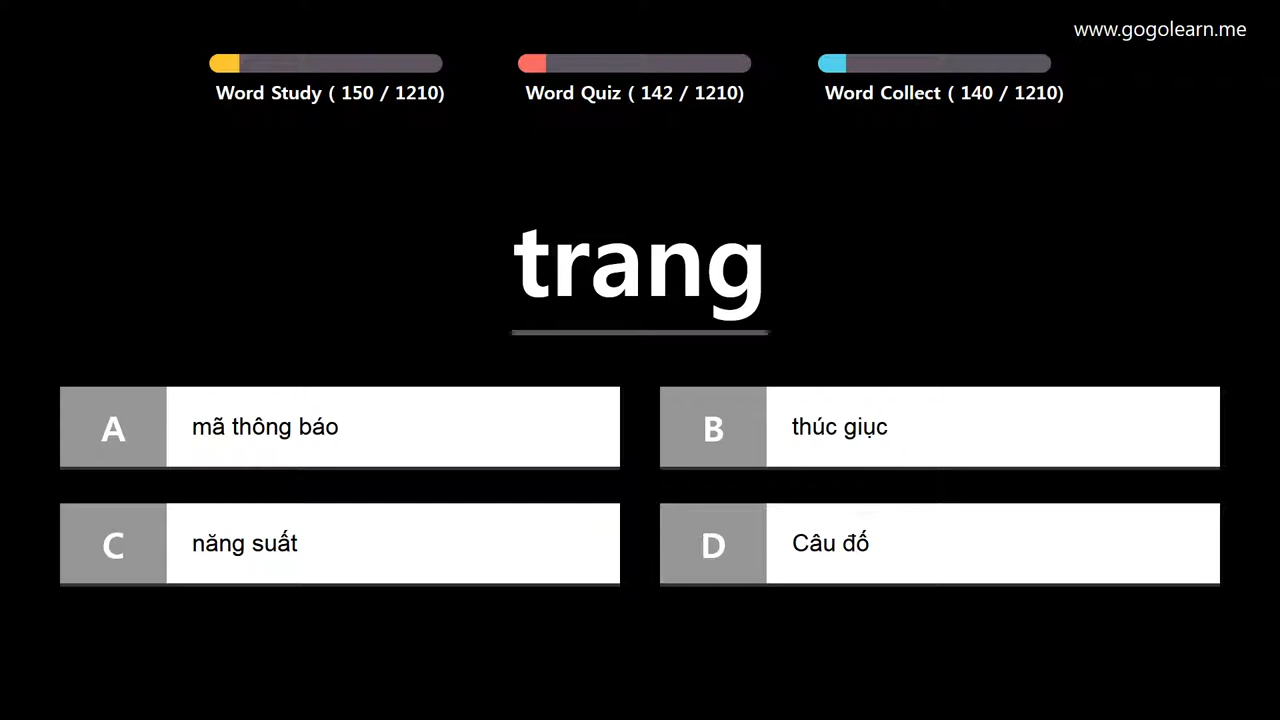 www.gogolearn.me
Word Study ( 150 / 1210)
Word Quiz ( 142 / 1210)
Word Collect ( 140 / 1210)
trang
A mã thông báo
B thúc giục
C năng suất
D Câu đố